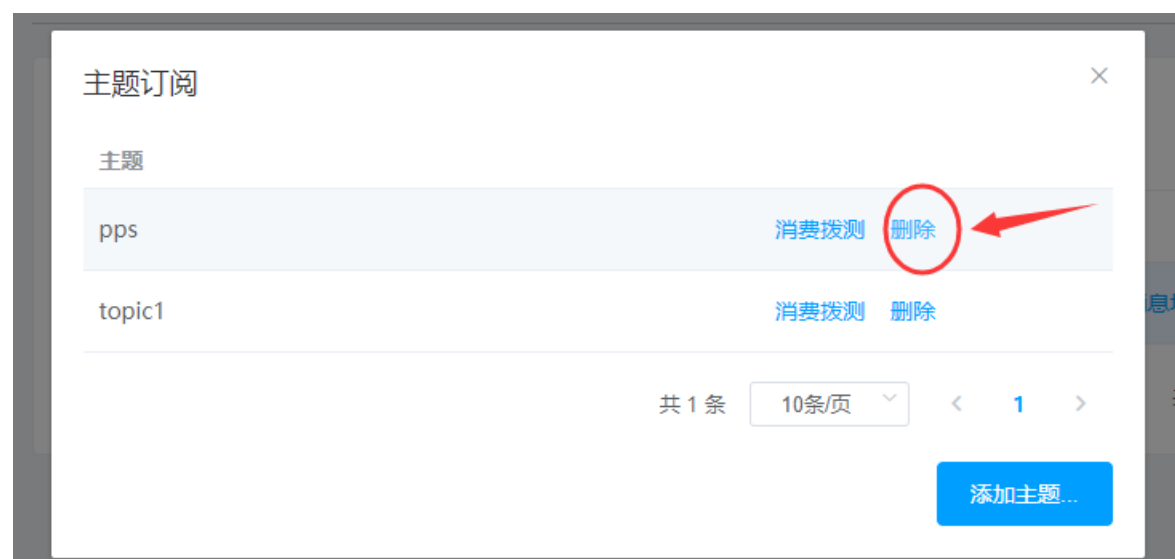 主题订阅
主题
pps 消费拨测 删除
topic1 消费拨测 删除
共 1 条 10条/页 1
添加主题...